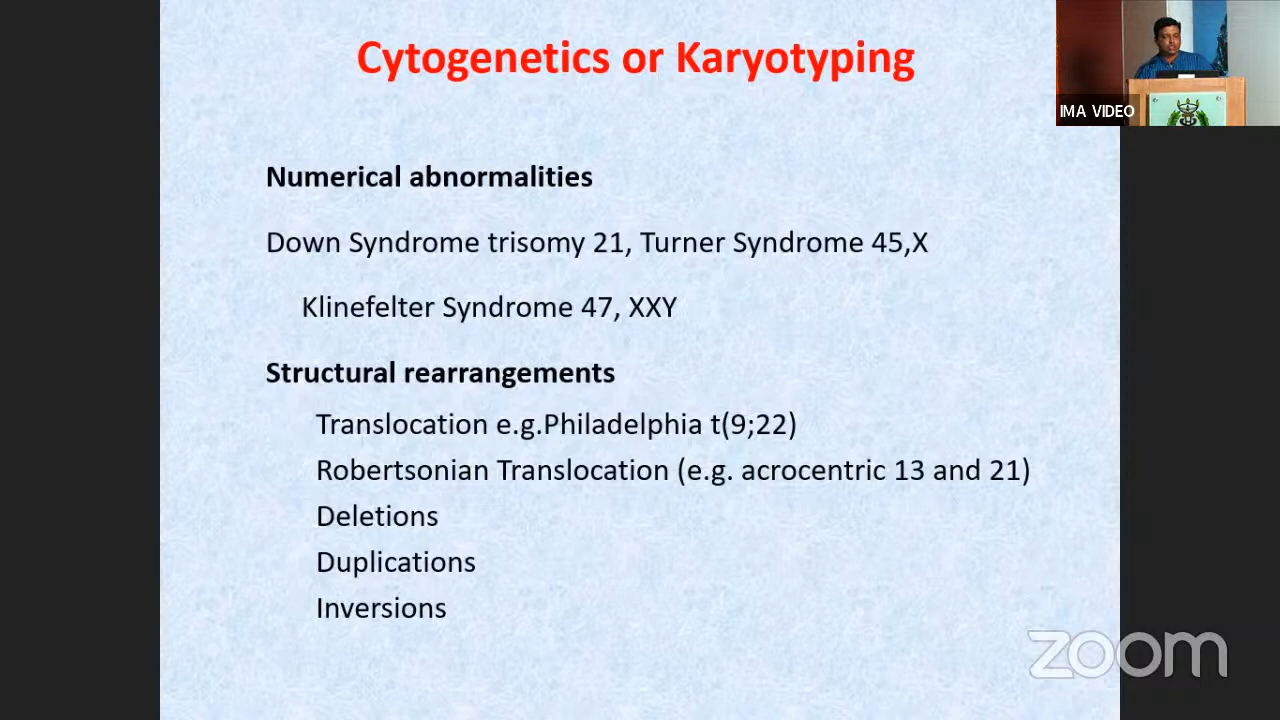 Cytogenetics or Karyotyping
IMA VIDEO
Numerical abnormalities
Down Syndrome trisomy 21, Turner Syndrome 45,X
Klinefelter Syndrome 47, XXY
Structural rearrangements
Translocation e.g.Philadelphia t(9;22)
Robertsonian Translocation (e.g. acrocentric 13 and 21)
Deletions
Duplications
Inversions
zoom